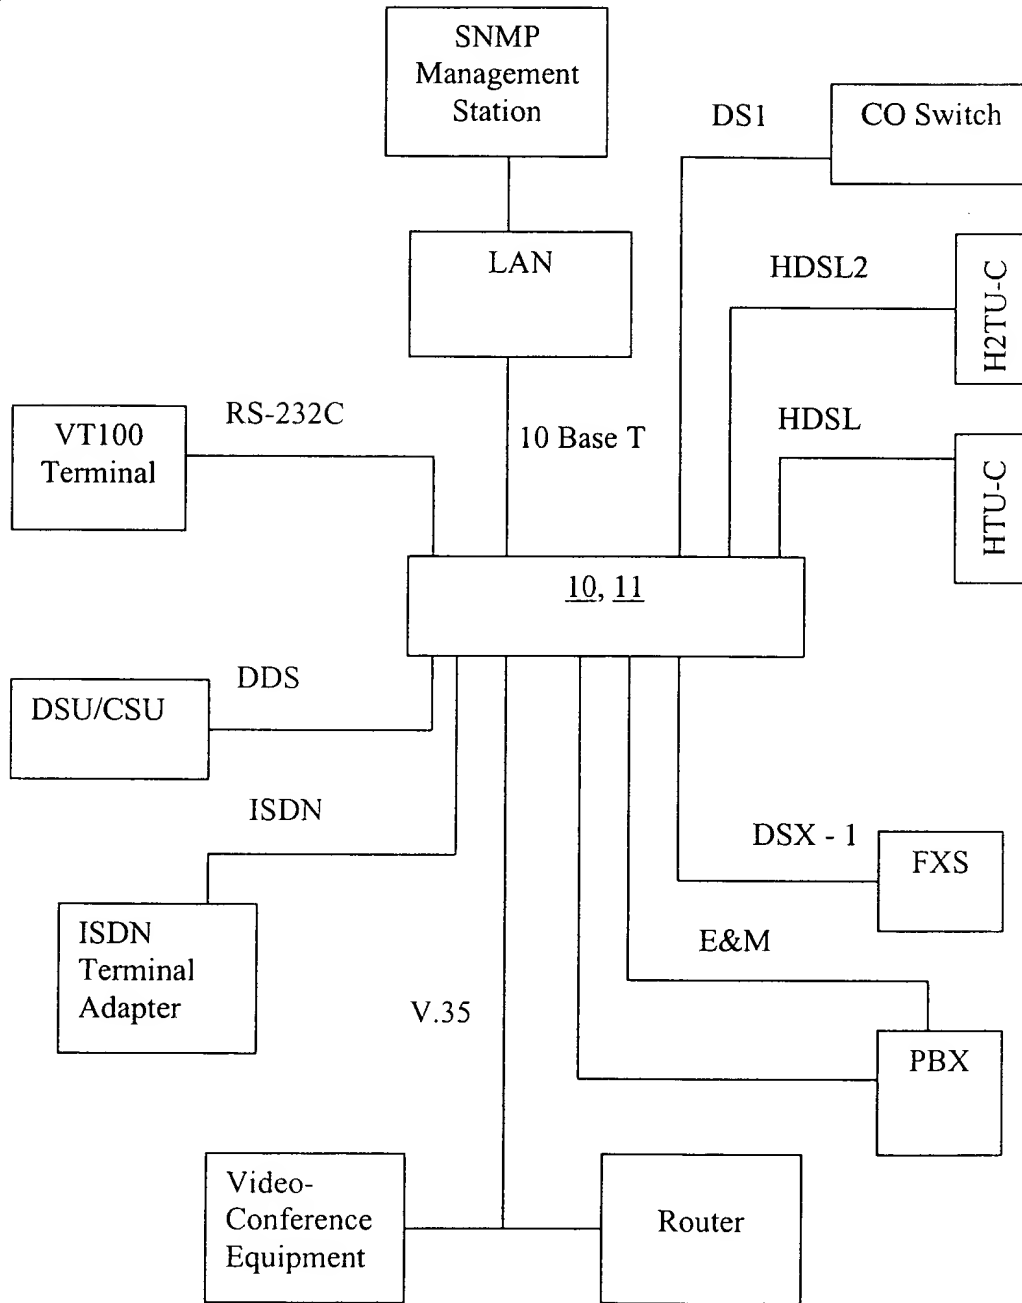 SNMP
Management
Station
DS1
CO Switch
LAN
HDSL2
H2TU-C
RS-232C
VT100
Terminal
10 Base T
HDSL
HTU-C
10, 11
DDS
DSU/CSU
ISDN
DSX - 1
FXS
ISDN
Terminal
Adapter
E&M
V.35
PBX
Video-
Conference
Equipment
Router